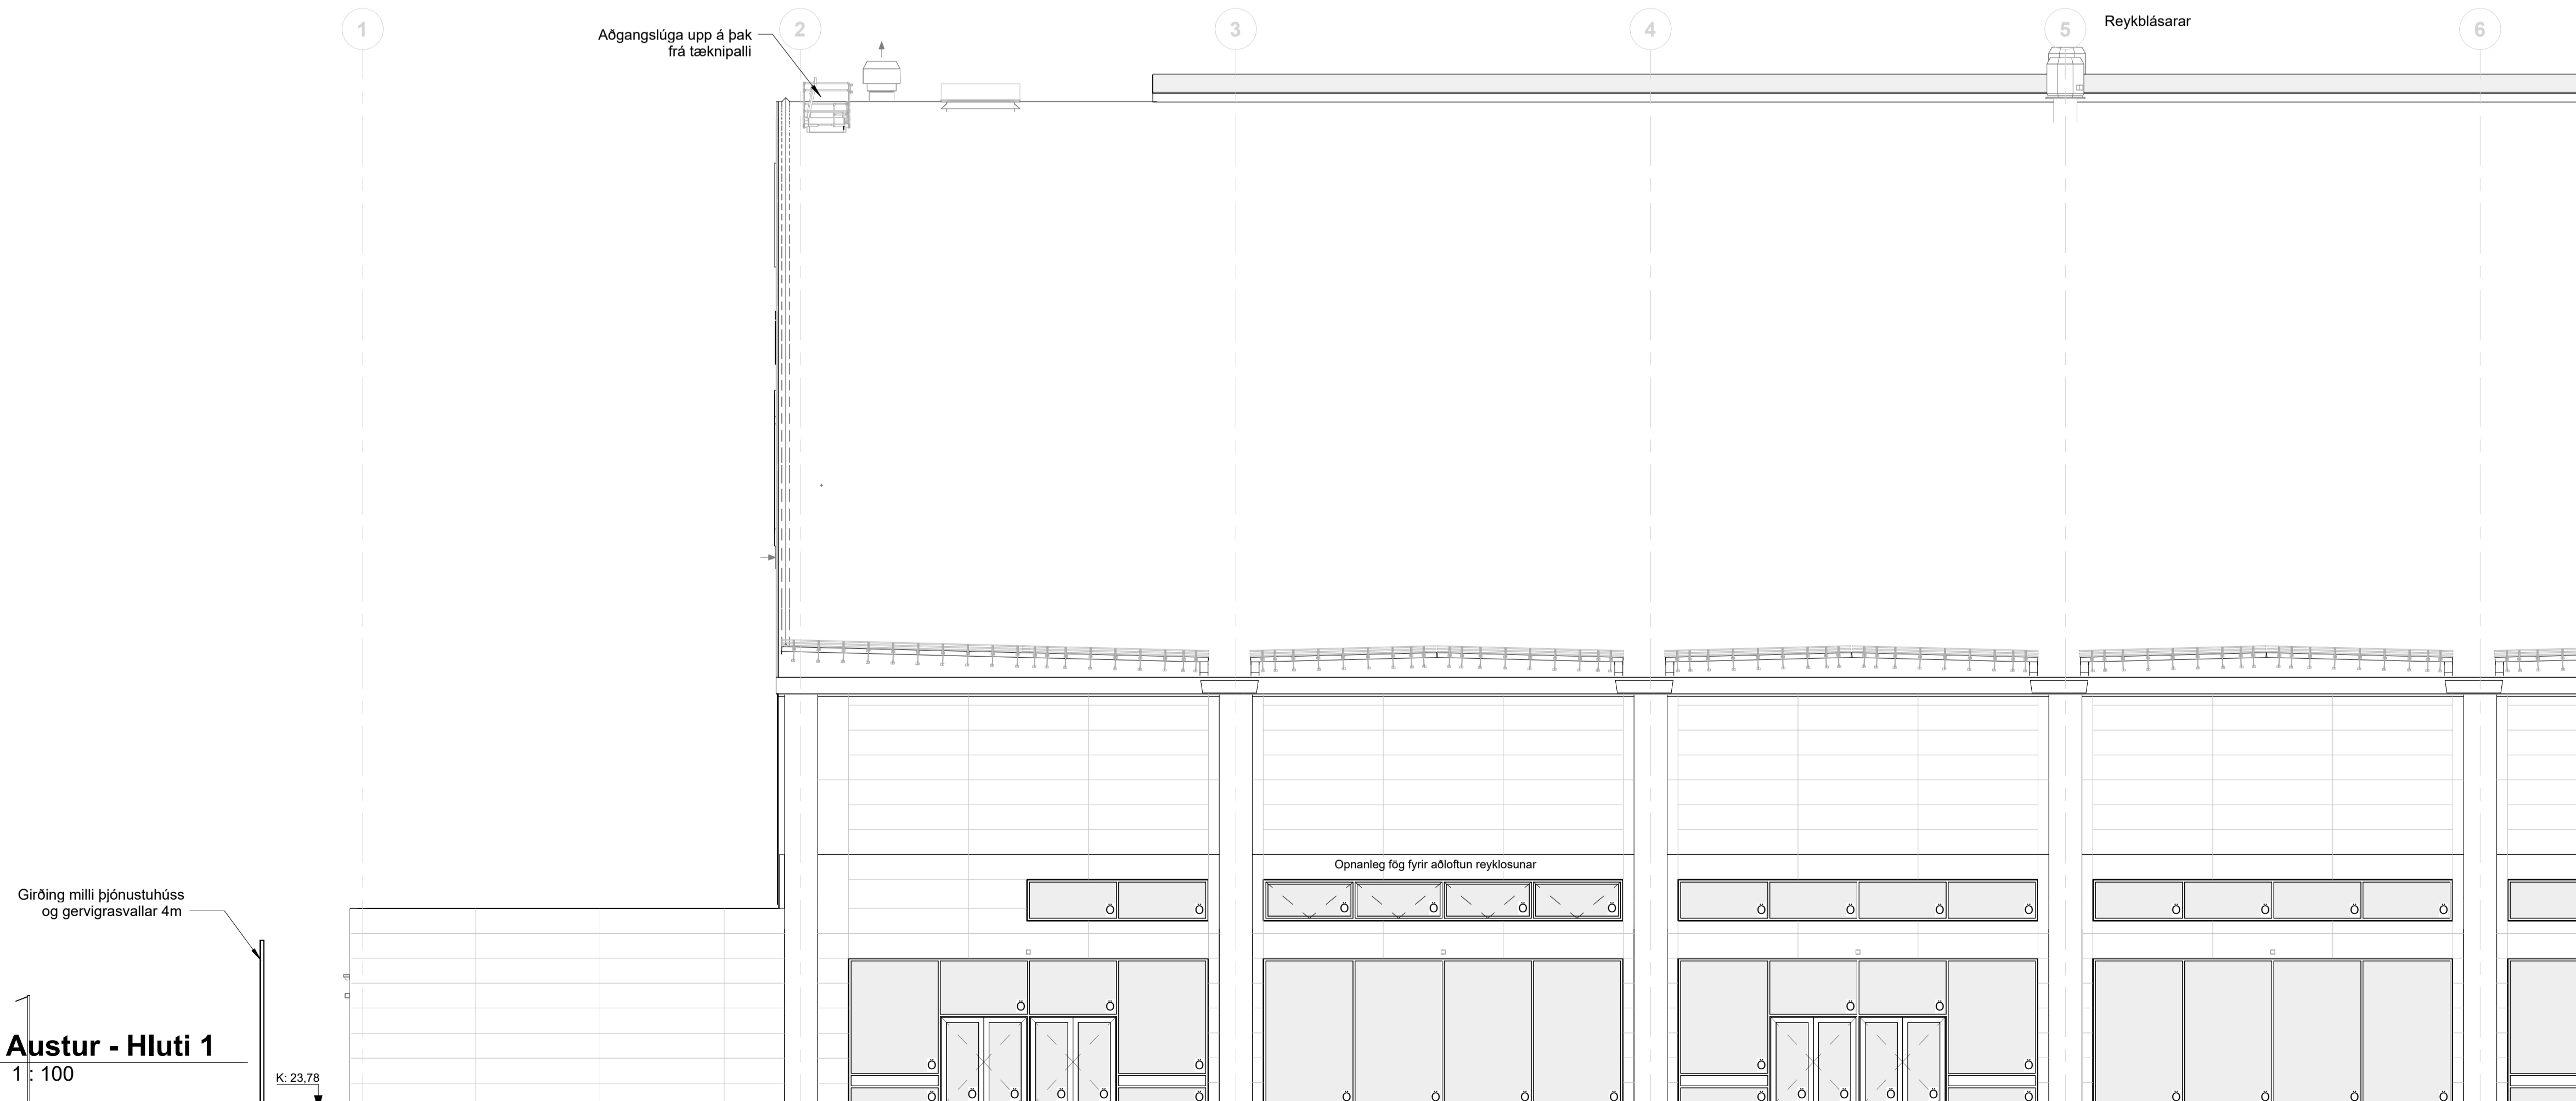 1
2
3
4
5
6
Aðgangslúga upp á þak
frá tæknipalli
Reykblásarar
Opnanleg fög fyrir aðloftun reyklosunar
Girðing milli þjónustuhúss
og gervigrasvallar 4m
Ö Ö Ö Ö Ö Ö Ö Ö Ö Ö Ö Ö Ö Ö
Ö Ö Ö Ö
Ö Ö Ö Ö
Austur - Hluti 1
1 : 100
K: 23,78
Ö Ö Ö Ö Ö Ö Ö Ö Ö Ö Ö Ö Ö Ö Ö Ö